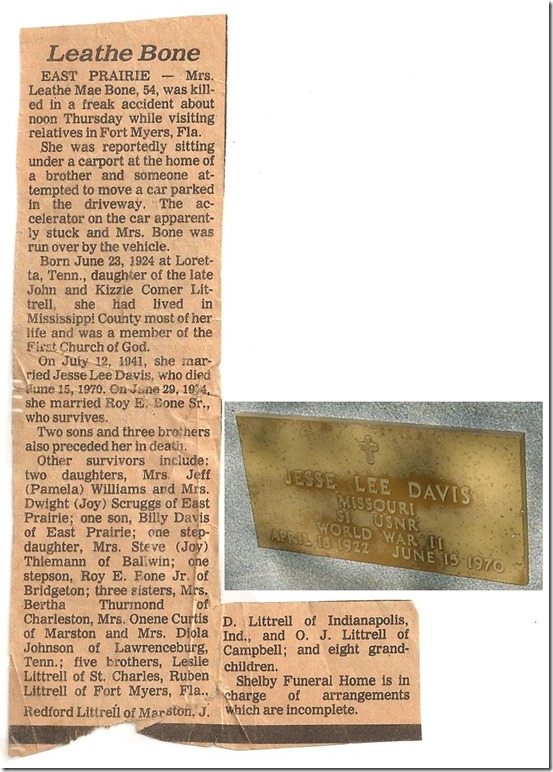 Leathe Bone
EAST PRAIRIE — Mrs.
Leathe Mae Bone, 54, was kill-
ed in a freak accident about
noon Thursday while visiting
relatives in Fort Myers, Fla.
She was reportedly sitting
under a carport at the home of
a brother and someone at-
tempted to move a car parked
in the driveway. The ac-
celerator on the car apparent-
ly stuck and Mrs. Bone was
run over by the vehicle.
Born June 23, 1924 at Loret-
ta, Tenn., daughter of the late
John and Kizzie Comer Lit-
trell, she had lived in
Mississippi County most of her
life and was a member of the
First Church of God.
On July 12, 1941, she mar-
ried Jesse Lee Davis, who died
June 15, 1970. On June 29,
she married Roy E. Bone Sr.,
who survives.
Two sons and three brothers
also preceded her in death.
Other survivors include:
two daughters, Mrs. Jeff
(Pamela) Williams and Mrs.
Dwight (Joy) Scruggs of East
Prairie; one son, Billy Davis
of East Prairie; one step-
daughter, Mrs. Steve (Joy)
Thiemann of Ballwin; one
stepson, Roy E. Bone Jr. of
Bridgeton; three sisters, Mrs.
Bertha Thurmond of
Charleston, Mrs. Onene Curtis
of Marston and Mrs. Diola
Johnson of Lawrenceburg,
Tenn.; five brothers, Leslie
Littrell of St. Charles, Ruben
Littrell of Fort Myers, Fla.,
Redford Littrell of Marston, J.
D. Littrell of Indianapolis,
Ind., and O. J. Littrell of
Campbell; and eight grand-
children.
Shelby Funeral Home is in
charge of arrangements
which are incomplete.
JESSE LEE DAVIS
MISSOURI
S1 USNR
WORLD WAR II
APRIL 18 1922 JUNE 15 1970